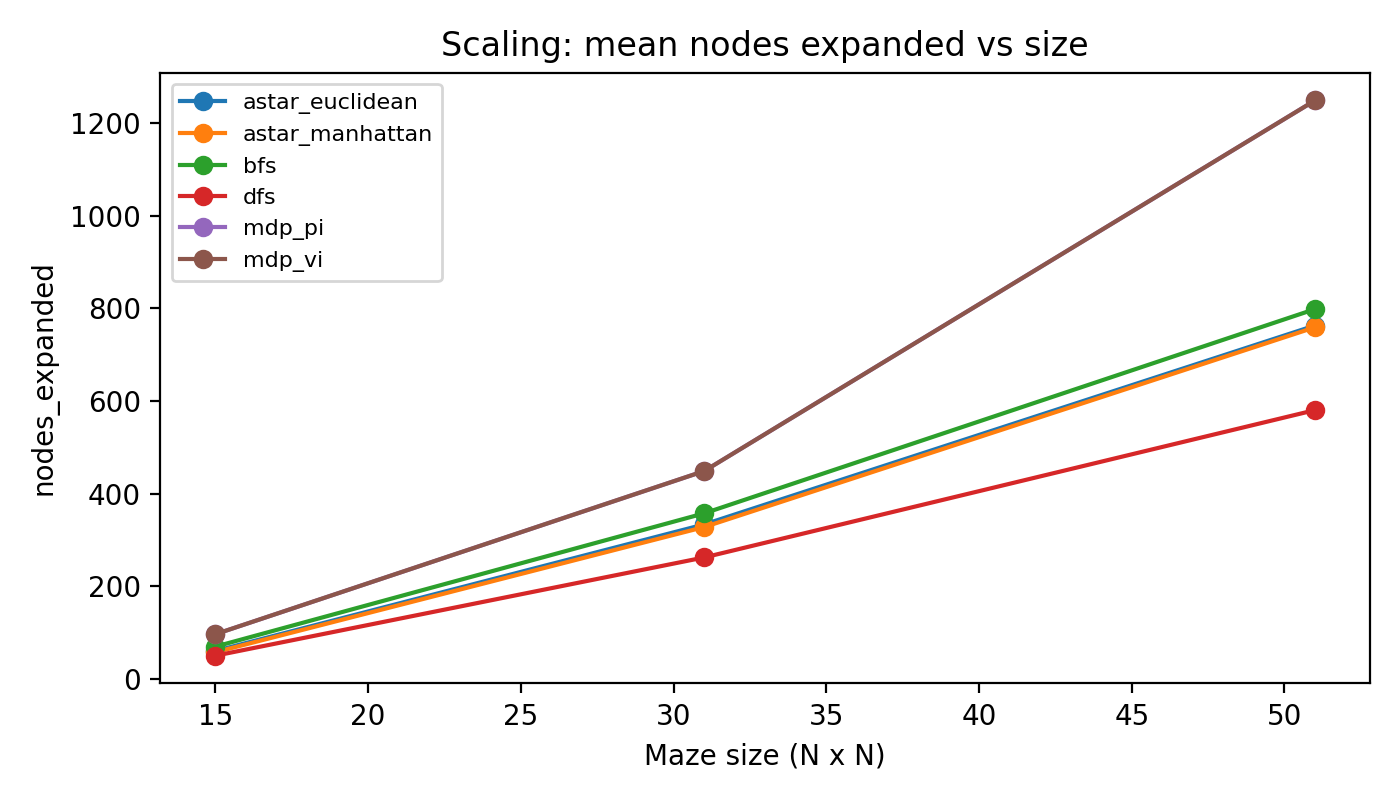 Scaling: mean nodes expanded vs size
astar_euclidean
astar_manhattan
bfs
dfs
mdp_pi
mdp_vi
nodes_expanded
1200
1000
800
600
400
200
0
15 20 25 30 35 40 45 50
Maze size (N x N)